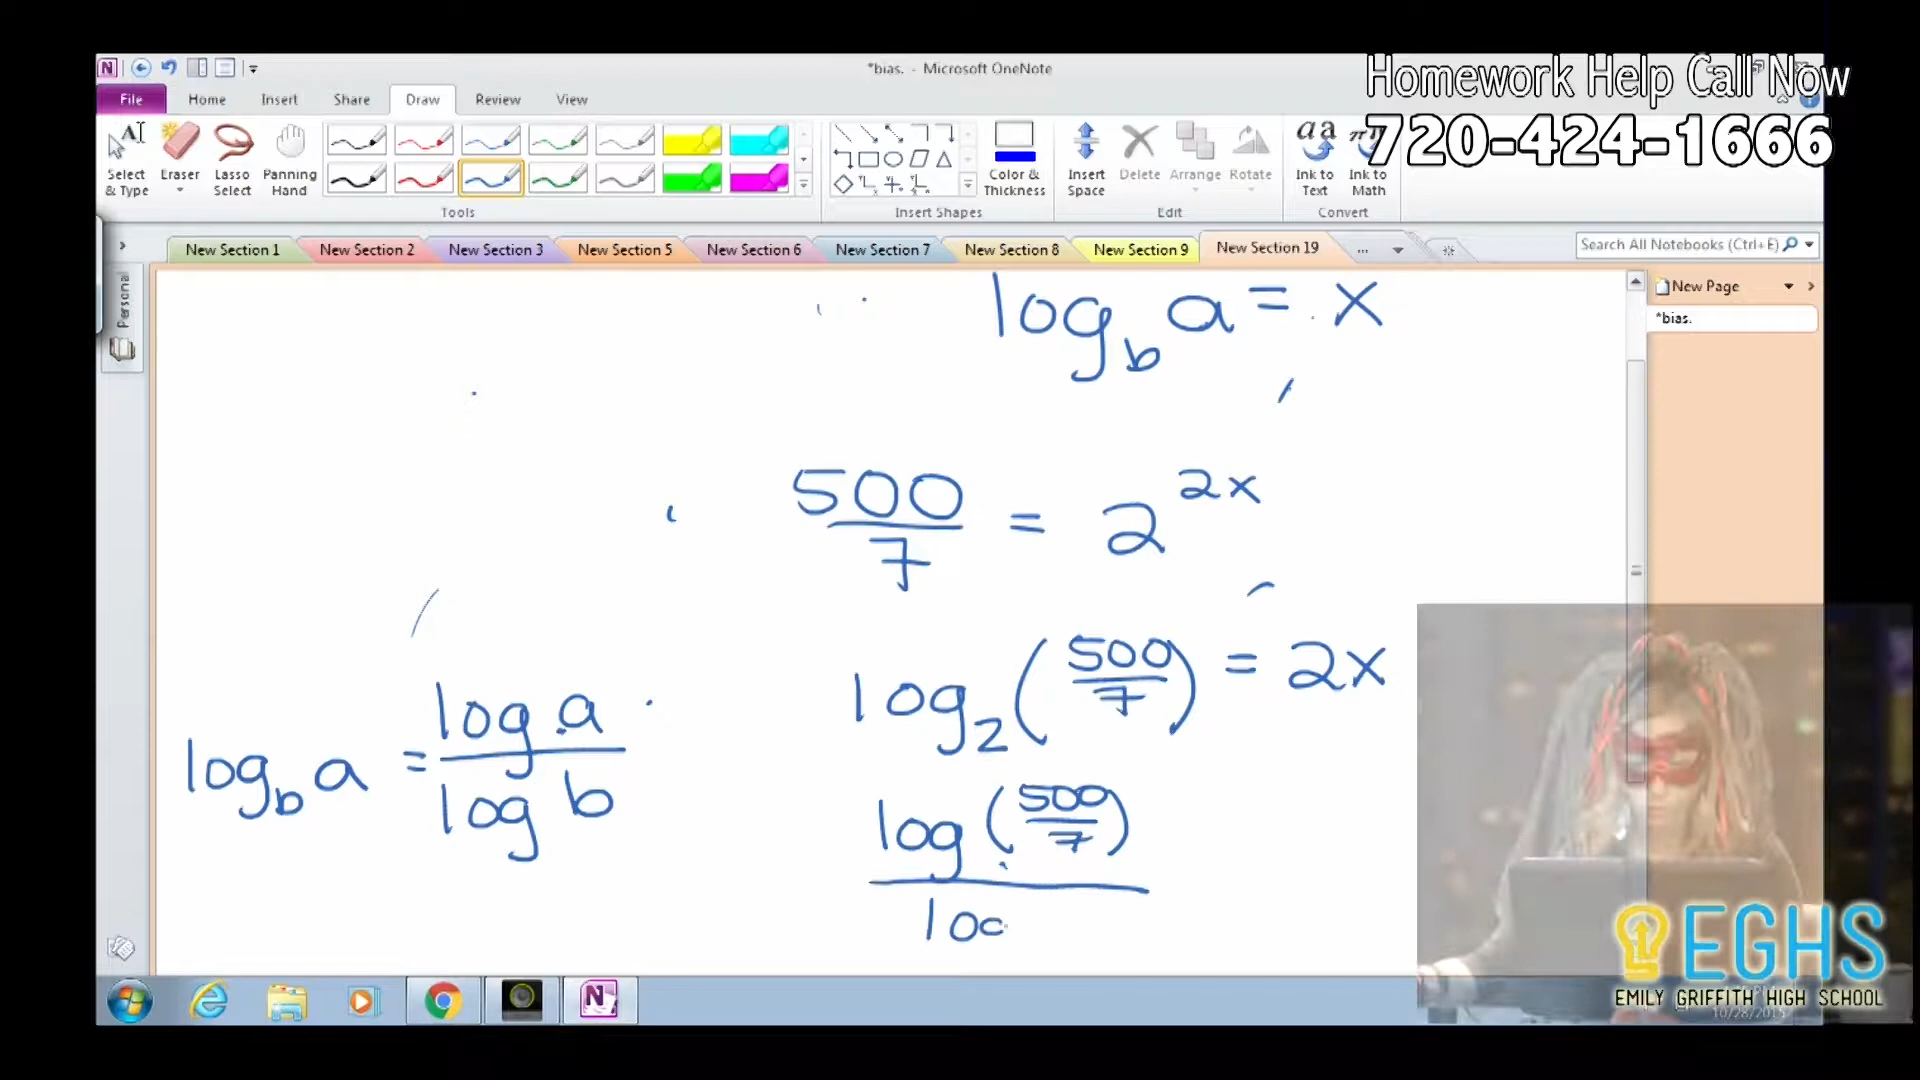 *bias. - Microsoft OneNote
Homework Help Call Now
720-424-1666
File Home Insert Share Draw Review View
Select & Type
Eraser
Lasso Select
Panning Hand
Color & Thickness
Insert Space
Delete
Arrange
Rotate
Ink to Text
Ink to Math
Tools
Insert Shapes
Edit
Convert
New Section 1
New Section 2
New Section 3
New Section 5
New Section 6
New Section 7
New Section 8
New Section 9
New Section 19
...
Search All Notebooks (Ctrl+E)
Personal
New Page
*bias.
log_b a = x
500/7 = 2^2x
log_2 (500/7) = 2x
log_b a = log a / log b
log (500/7)
loc
EGHS
EMILY GRIFFITH HIGH SCHOOL
10/28/2015